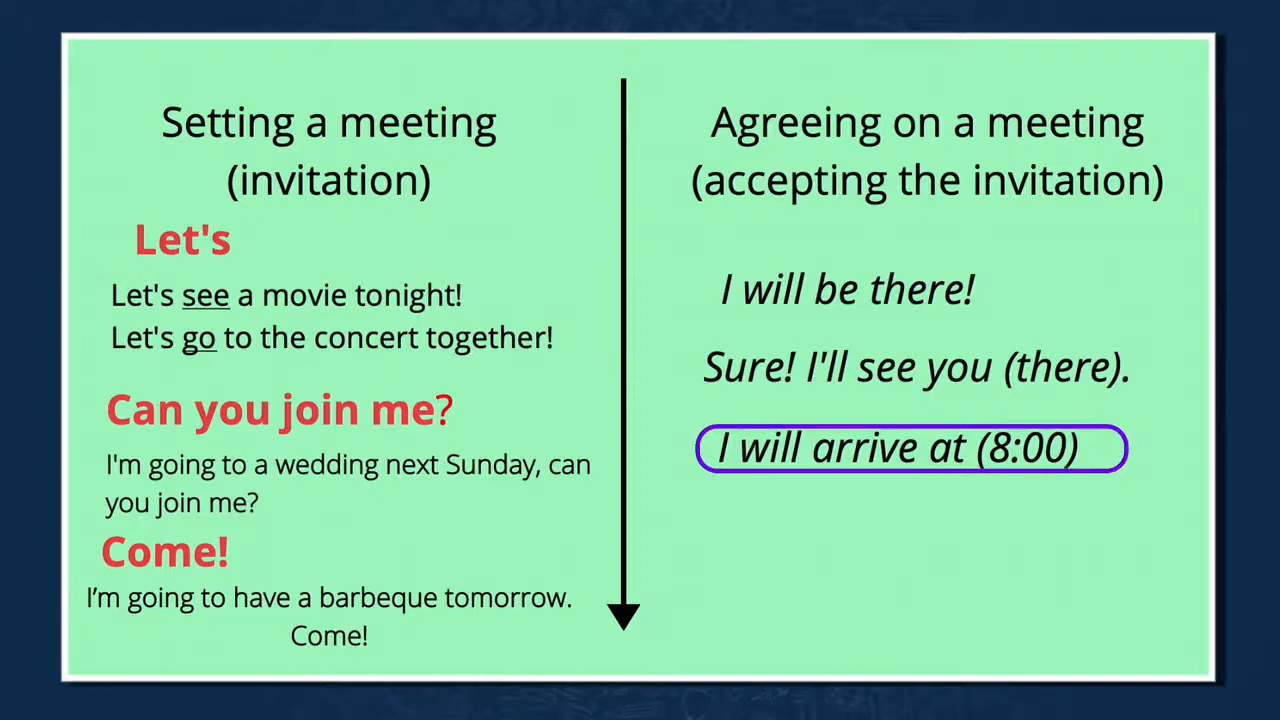 Setting a meeting
(invitation)
Let's
Let's see a movie tonight!
Let's go to the concert together!
Can you join me?
I'm going to a wedding next Sunday, can
you join me?
Come!
I’m going to have a barbeque tomorrow.
Come!
Agreeing on a meeting
(accepting the invitation)
I will be there!
Sure! I'll see you (there).
I will arrive at (8:00)